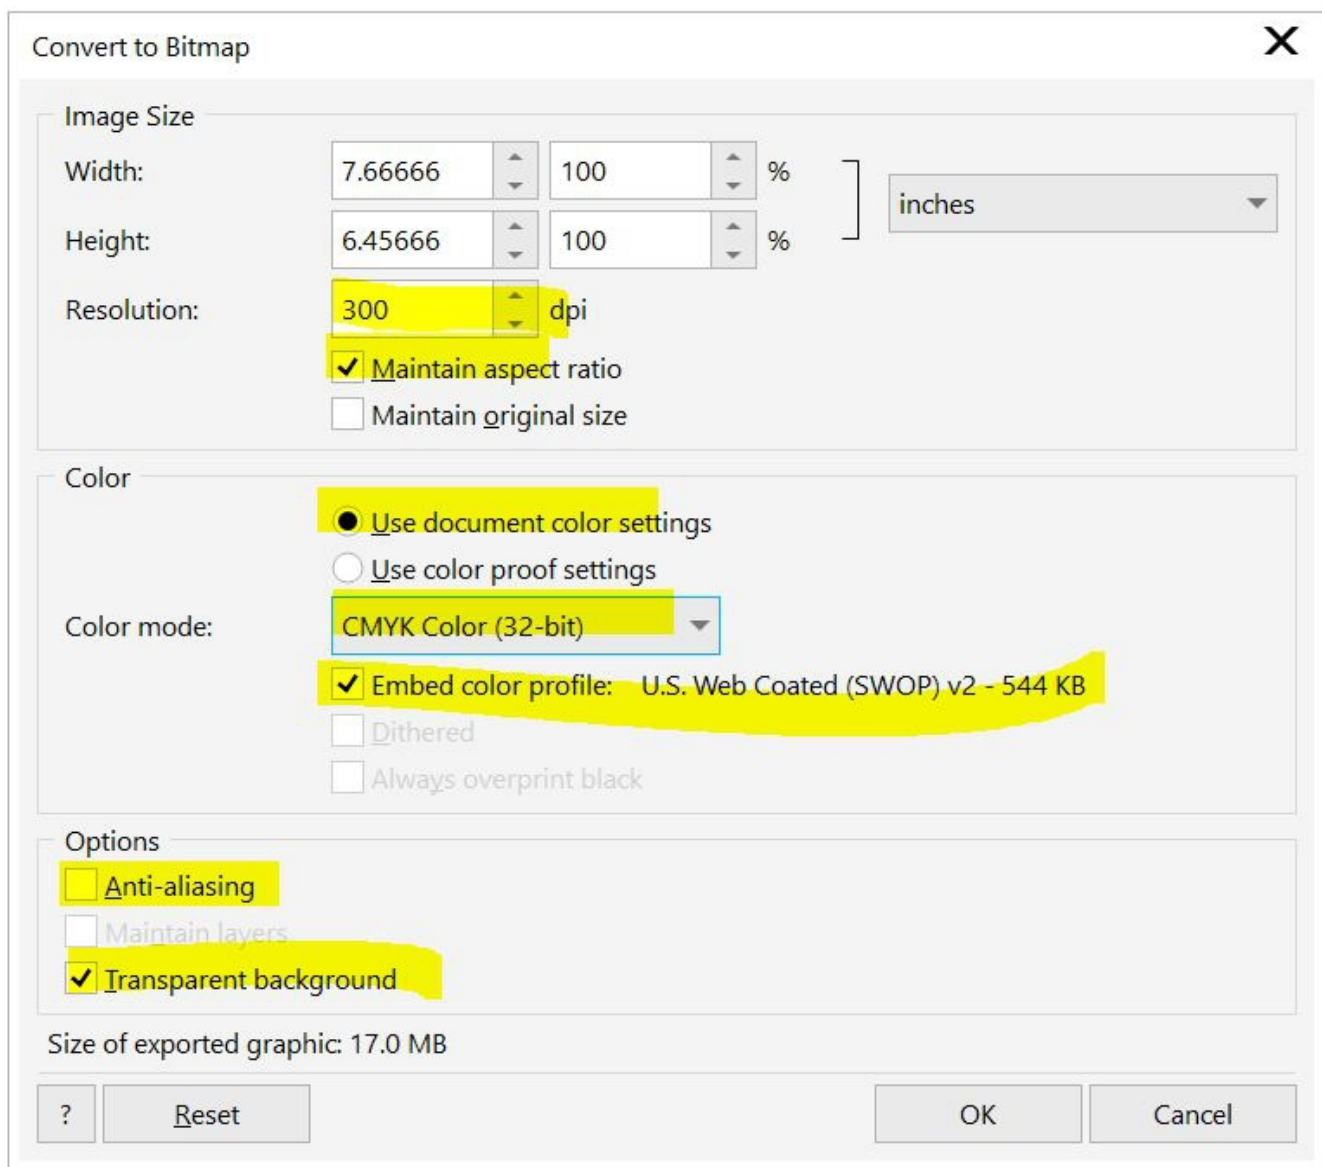 Convert to Bitmap
Image Size
Width: 7.66666 100 % inches
Height: 6.45666 100 %
Resolution: 300 dpi
Maintain aspect ratio
Maintain original size
Color
Use document color settings
Use color proof settings
Color mode: CMYK Color (32-bit)
Embed color profile: U.S. Web Coated (SWOP) v2 - 544 KB
Dithered
Always overprint black
Options
Anti-aliasing
Maintain layers
Transparent background
Size of exported graphic: 17.0 MB
? Reset OK Cancel